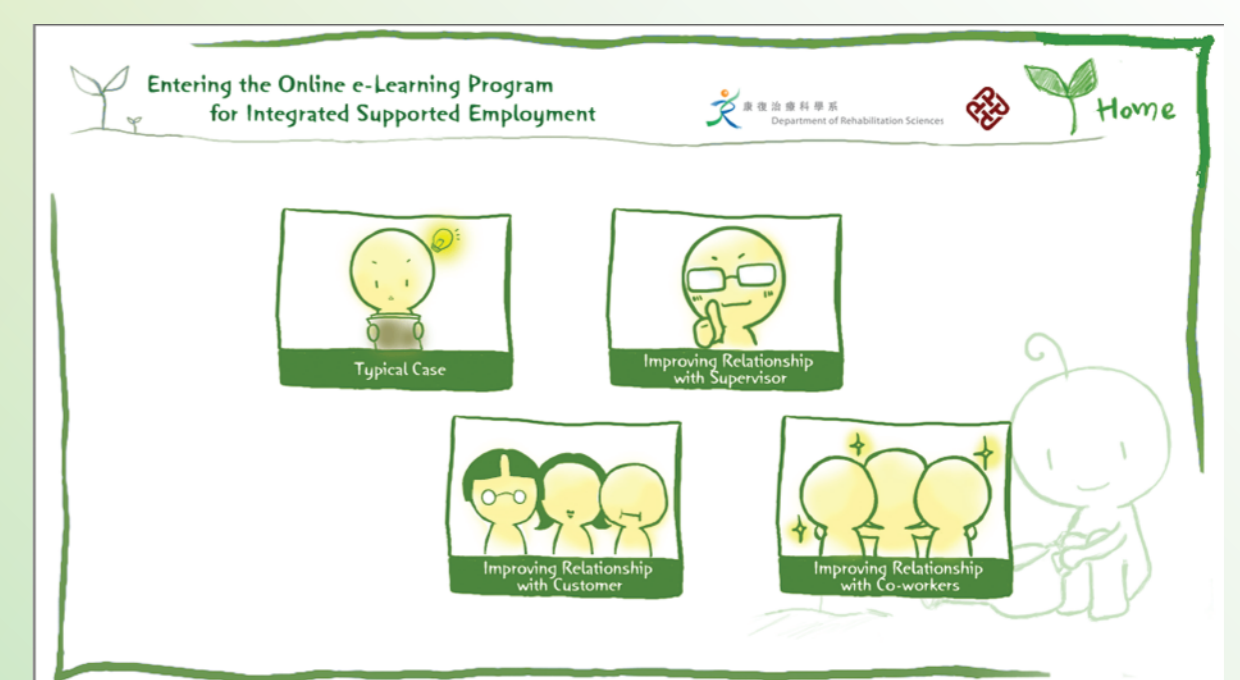 Entering the Online e-Learning Program
for Integrated Supported Employment
康復治療科學系
Department of Rehabilitation Sciences
Home
Typical Case
Improving Relationship
with Supervisor
Improving Relationship
with Customer
Improving Relationship
with Co-workers